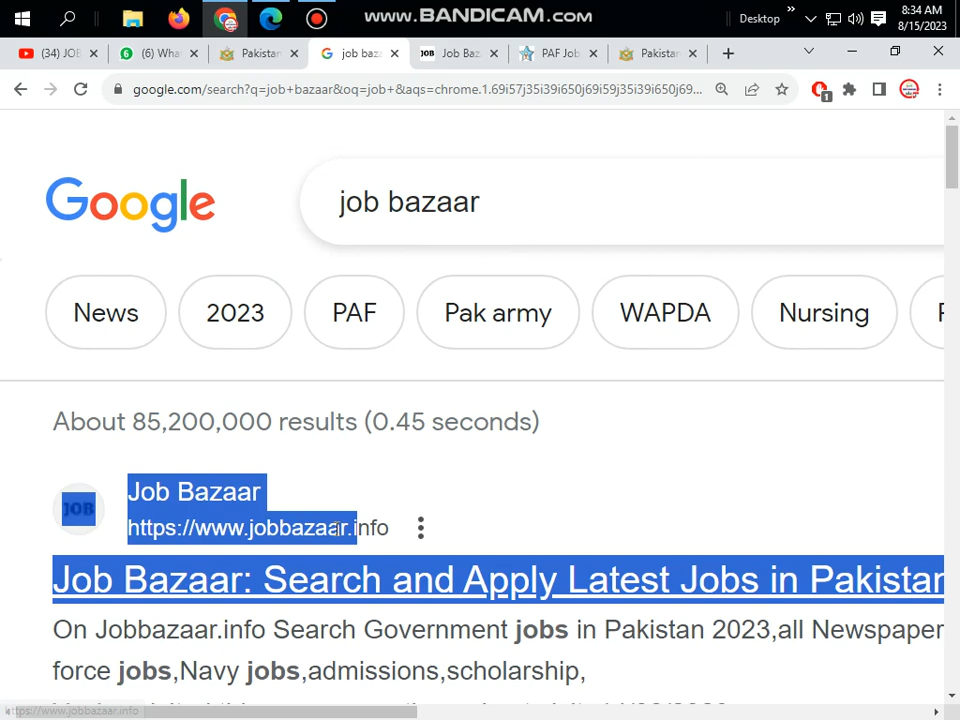 www.BANDICAM.com
Desktop
8:34 AM
8/15/2023
(34) JOB
(6) Wha
Pakistan
job baza
Job Baz
PAF Job
Pakistan
google.com/search?q=job+bazaar&oq=job+&aqs=chrome.1.69i57j35i39i650j69i59j35i39i650j69...
1
Google
job bazaar
News
2023
PAF
Pak army
WAPDA
Nursing
About 85,200,000 results (0.45 seconds)
JOB
Job Bazaar
https://www.jobbazaar.info
Job Bazaar: Search and Apply Latest Jobs in Pakistan
On Jobbazaar.info Search Government jobs in Pakistan 2023,all Newspaper
force jobs,Navy jobs,admissions,scholarship,
https://www.jobbazaar.info